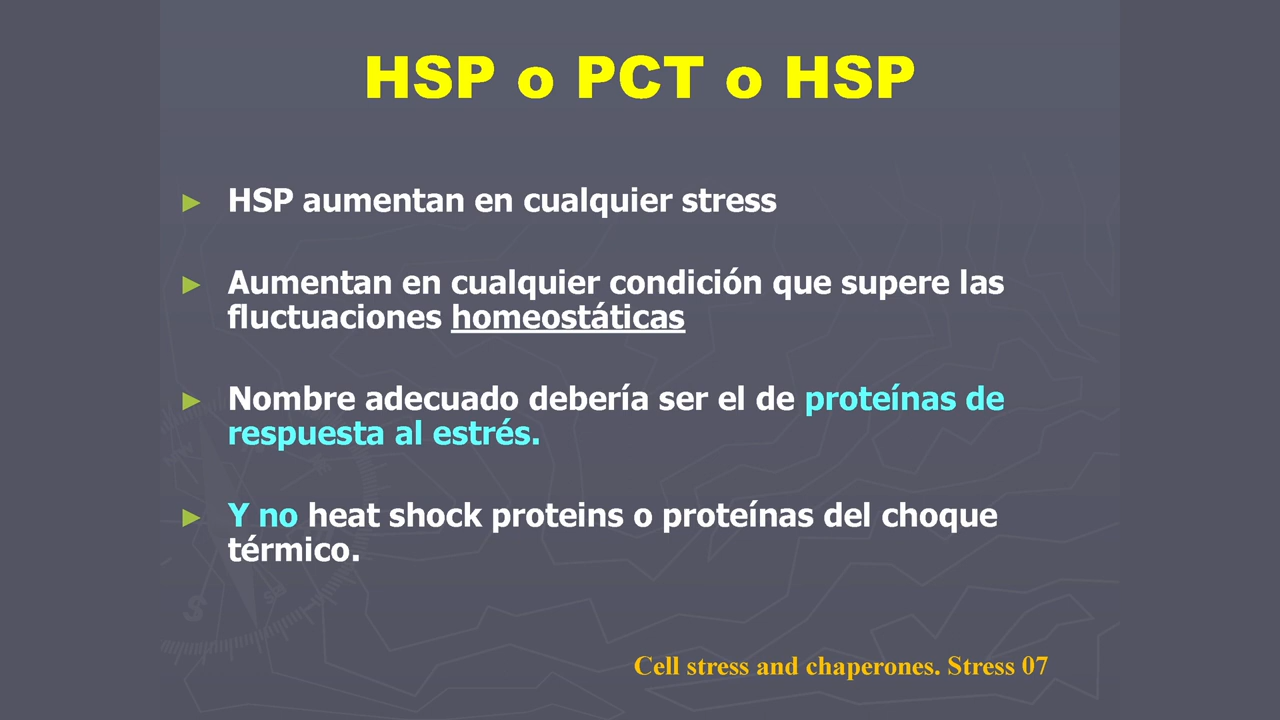 HSP o PCT o HSP
► HSP aumentan en cualquier stress
► Aumentan en cualquier condición que supere las
fluctuaciones homeostáticas
► Nombre adecuado debería ser el de proteínas de
respuesta al estrés.
► Y no heat shock proteins o proteínas del choque
térmico.
Cell stress and chaperones. Stress 07